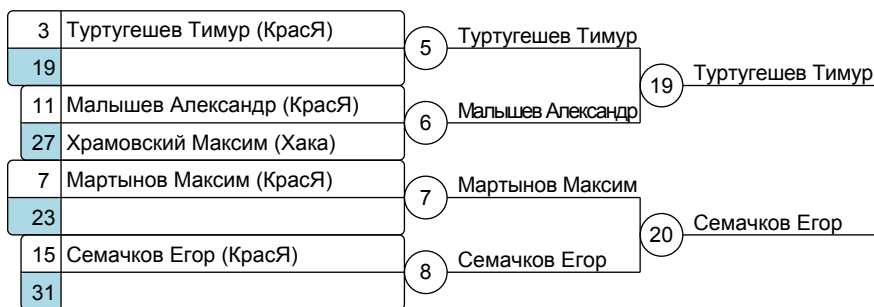 3 Туртугешев Тимур (КрасЯ)
19
5 Туртугешев Тимур
11 Малышев Александр (КрасЯ)
27 Храмовский Максим (Хака)
6 Малышев Александр
19 Туртугешев Тимур
7 Мартынов Максим (КрасЯ)
23
7 Мартынов Максим
15 Семачков Егор (КрасЯ)
31
8 Семачков Егор
20 Семачков Егор